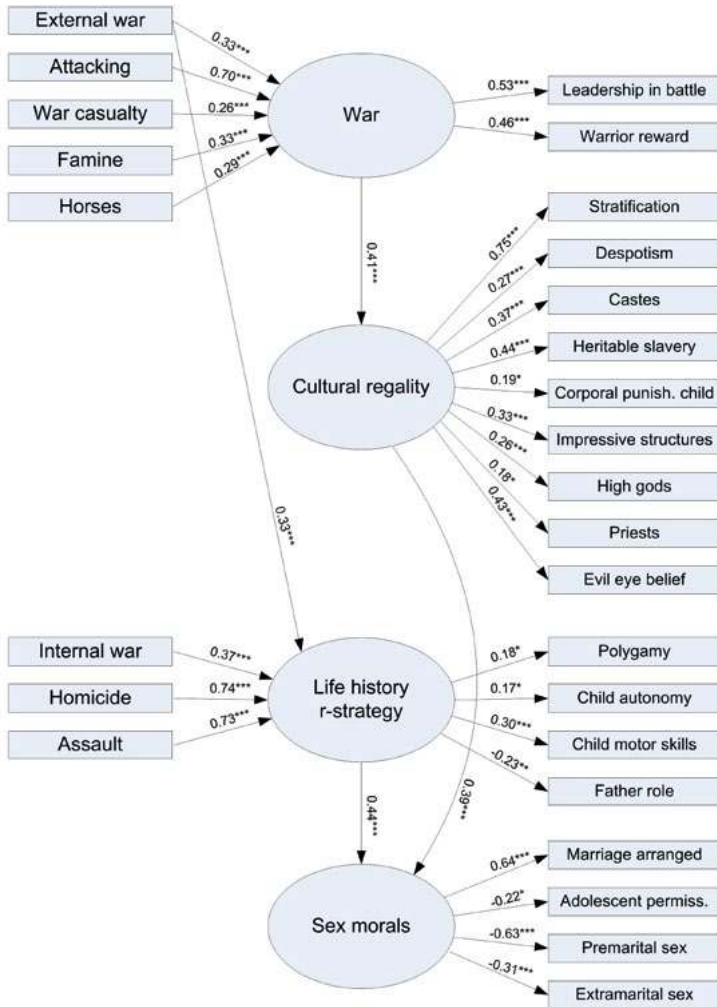 External war
Attacking
War casualty
Famine
Horses
0.33***
0.70***
0.26***
0.33***
0.29***
War
0.53***
0.46***
Leadership in battle
Warrior reward
0.41***
Cultural regality
0.75***
0.27***
0.37***
0.44***
0.19*
0.33***
0.26***
0.18*
0.43***
Stratification
Despotism
Castes
Heritable slavery
Corporal punish. child
Impressive structures
High gods
Priests
Evil eye belief
0.33***
Internal war
Homicide
Assault
0.37***
0.74***
0.73***
Life history
r-strategy
0.18*
0.17*
0.30***
-0.23**
Polygamy
Child autonomy
Child motor skills
Father role
0.44***
0.39***
Sex morals
0.64***
-0.22*
-0.63***
-0.31***
Marriage arranged
Adolescent permiss.
Premarital sex
Extramarital sex